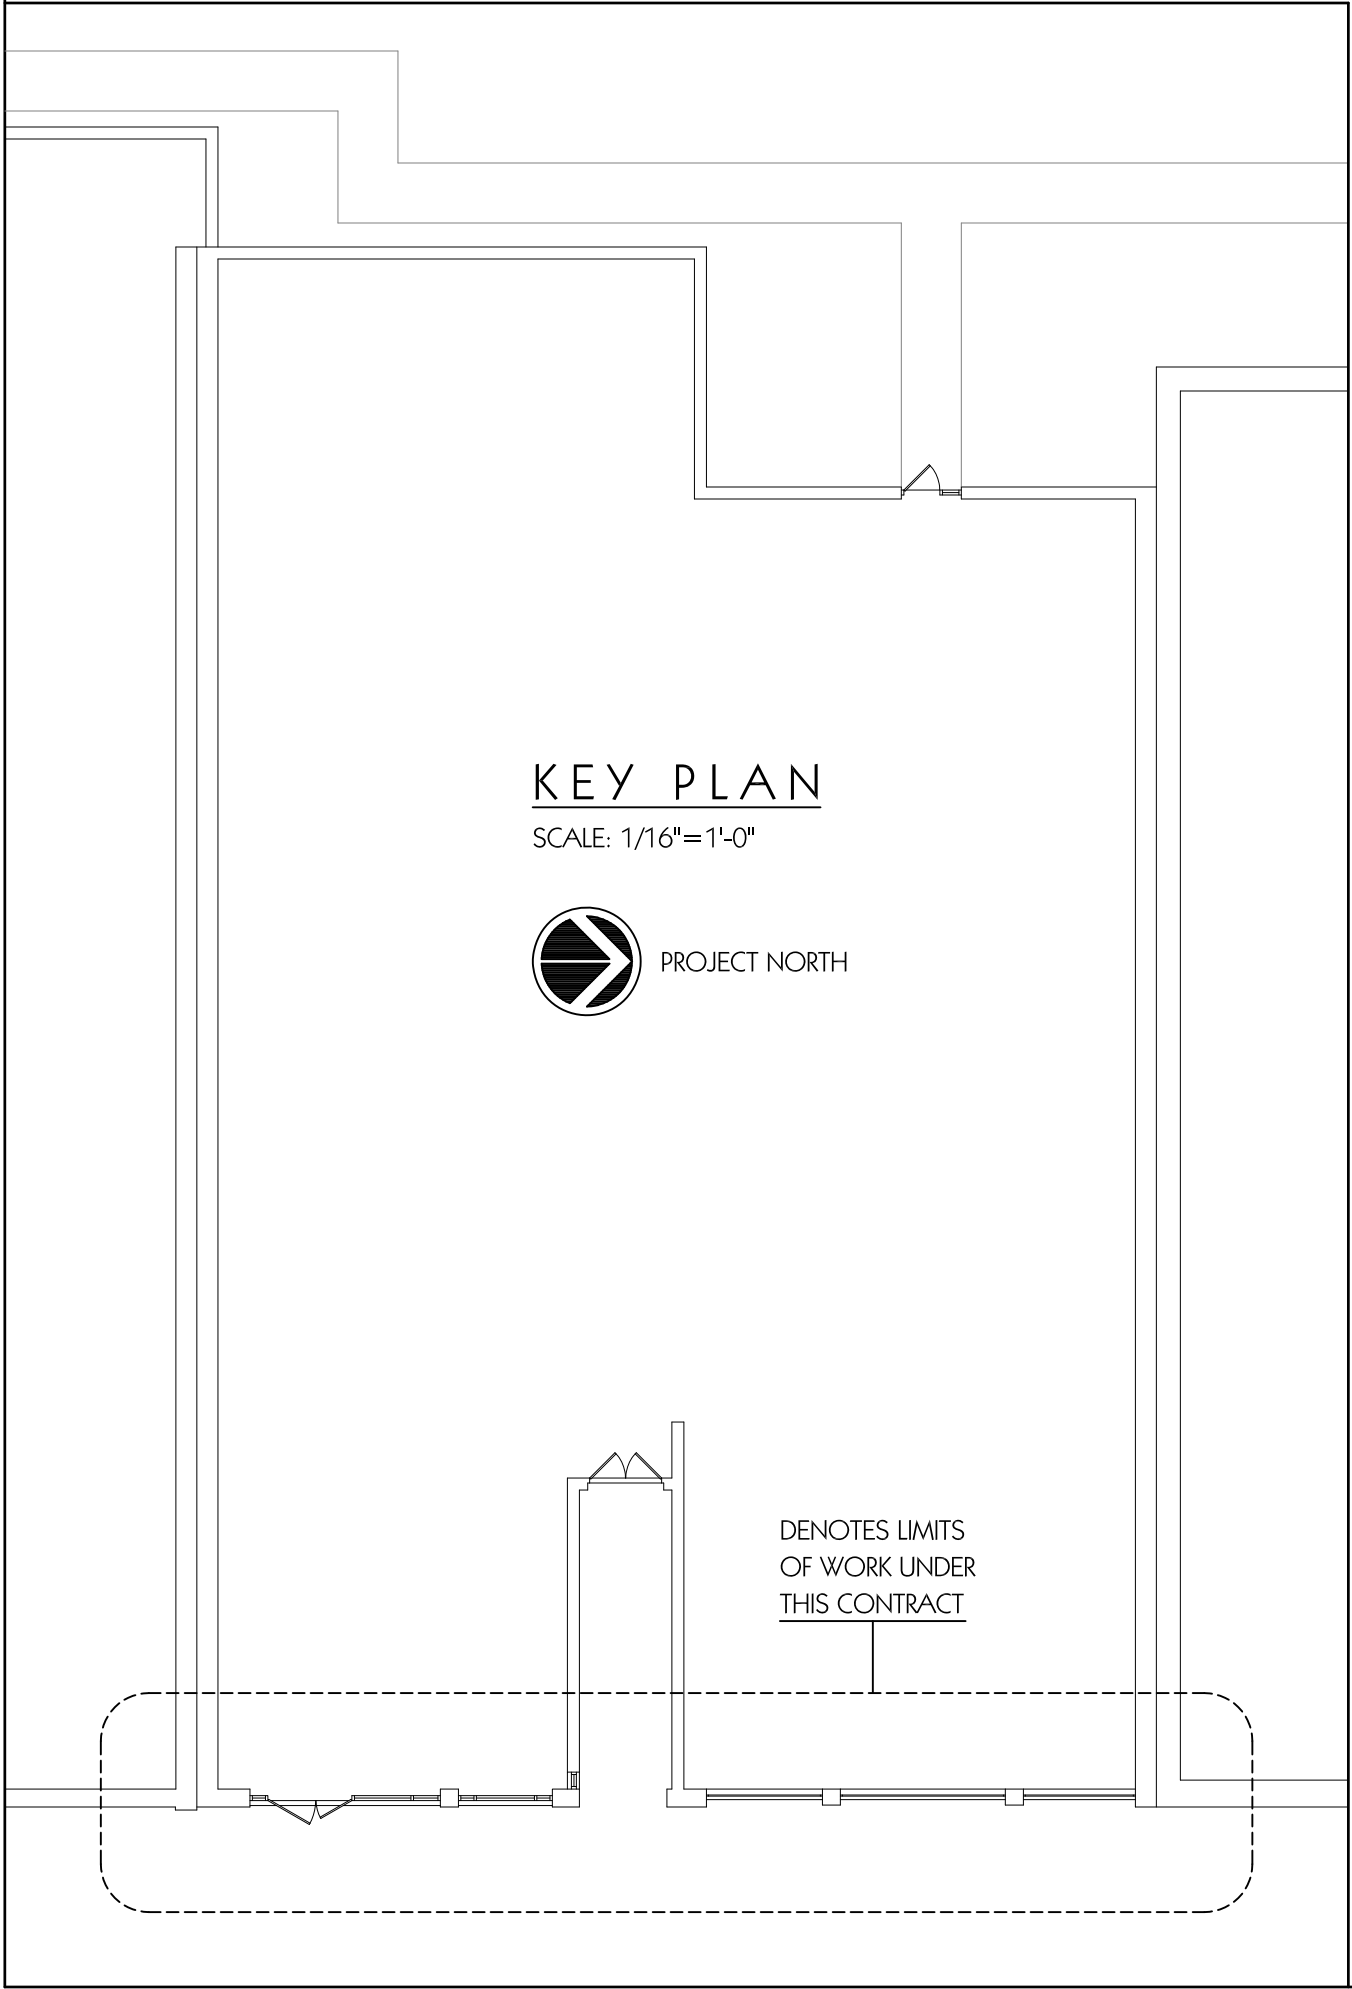 KEY PLAN
SCALE: 1/16"=1'-0"
PROJECT NORTH
DENOTES LIMITS
OF WORK UNDER
THIS CONTRACT